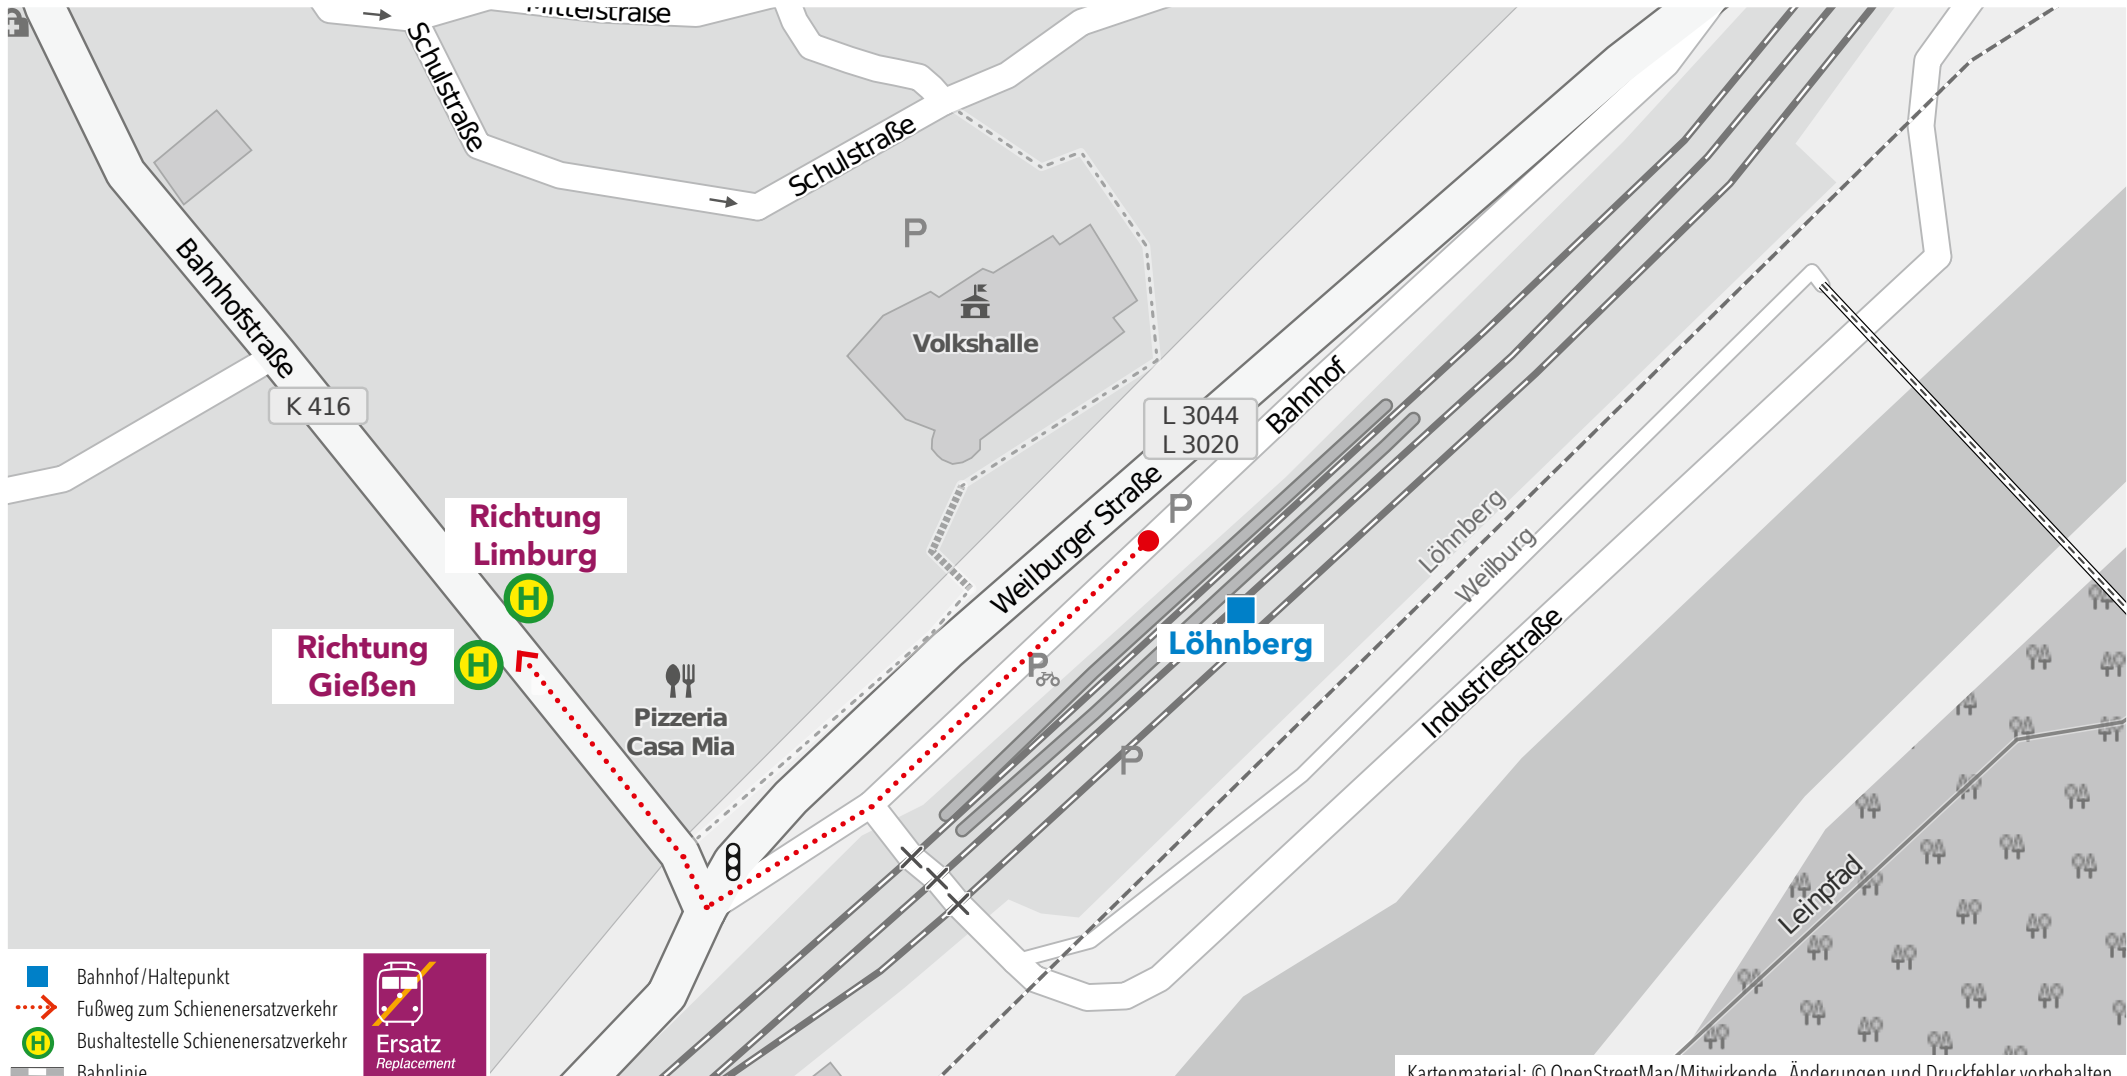 Mittelstraße
Schulstraße
Schulstraße
Bahnhofstraße
K 416
Volkshalle
L 3044
L 3020
Bahnhof
Weilburger Straße
Richtung
Limburg
H
Richtung
Gießen
H
P
P
P
P
Pizzeria
Casa Mia
Löhnberg
Löhnberg
Weilburg
Industriestraße
Leinpfad
Bahnhof/Haltepunkt
Fußweg zum Schienenersatzverkehr
H Bushaltestelle Schienenersatzverkehr
Bahnlinie
Ersatz
Replacement
Kartenmaterial: © OpenStreetMap/Mitwirkende, Änderungen und Druckfehler vorbehalten